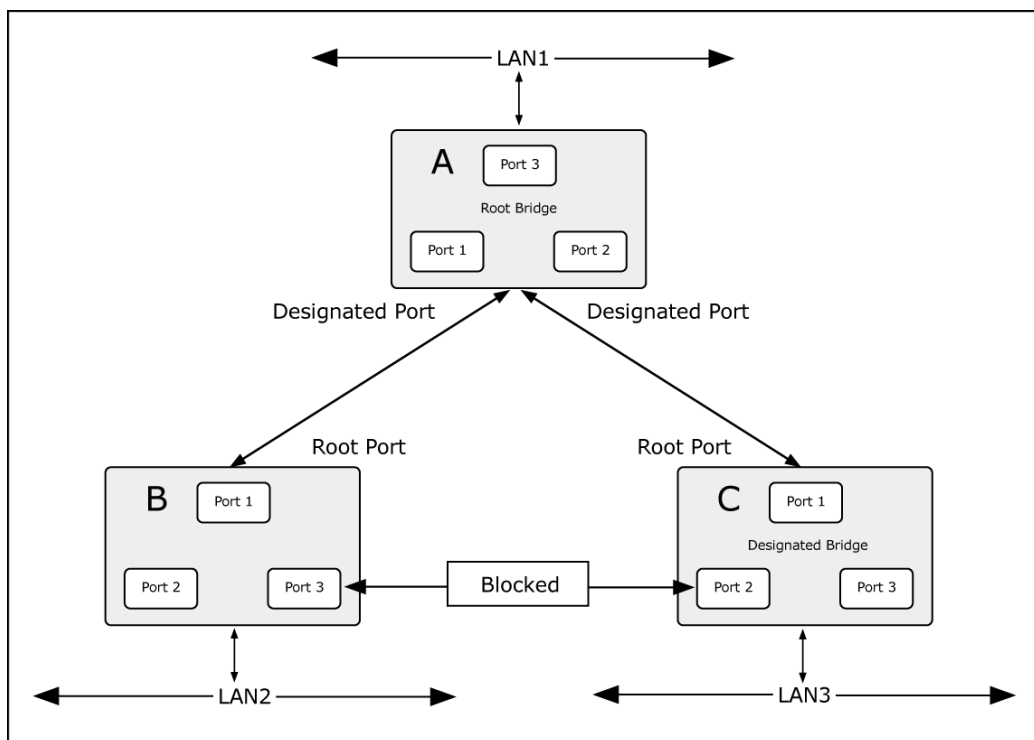 LAN1
A
Port 3
Root Bridge
Port 1
Port 2
Designated Port
Designated Port
Root Port
Root Port
B
Port 1
C
Port 1
Designated Bridge
Port 2
Port 3
Blocked
Port 2
Port 3
LAN2
LAN3